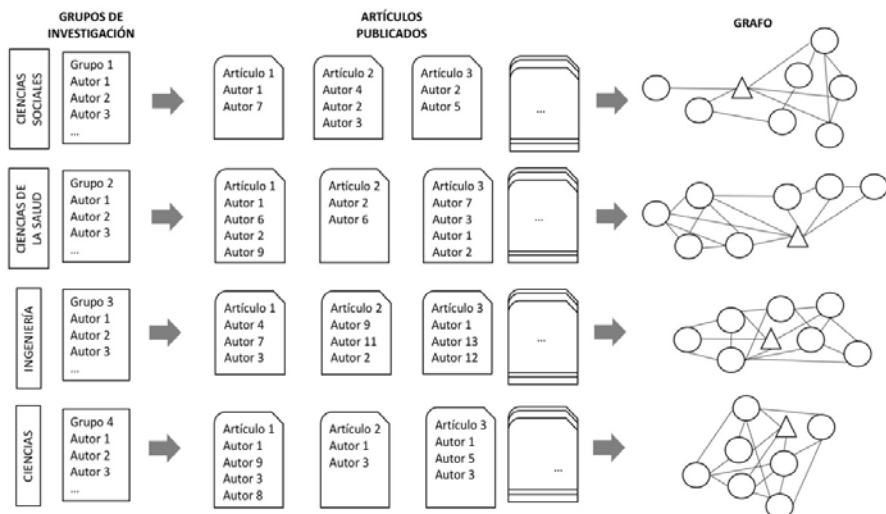 GRUPOS DE
INVESTIGACIÓN
ARTÍCULOS
PUBLICADOS
GRAFO
CIENCIAS
SOCIALES
Grupo 1
Autor 1
Autor 2
Autor 3
...
Artículo 1
Autor 1
Autor 7
Artículo 2
Autor 4
Autor 2
Autor 3
Artículo 3
Autor 2
Autor 5
...
CIENCIAS DE
LA SALUD
Grupo 2
Autor 1
Autor 2
Autor 3
...
Artículo 1
Autor 1
Autor 6
Autor 2
Autor 9
Artículo 2
Autor 2
Autor 6
Artículo 3
Autor 7
Autor 3
Autor 1
Autor 2
...
INGENIERÍA
Grupo 3
Autor 1
Autor 2
Autor 3
...
Artículo 1
Autor 4
Autor 7
Autor 3
Artículo 2
Autor 9
Autor 11
Autor 2
Artículo 3
Autor 1
Autor 13
Autor 12
...
CIENCIAS
Grupo 4
Autor 1
Autor 2
Autor 3
...
Artículo 1
Autor 1
Autor 9
Autor 3
Autor 8
Artículo 2
Autor 1
Autor 3
Artículo 3
Autor 1
Autor 5
Autor 3
...